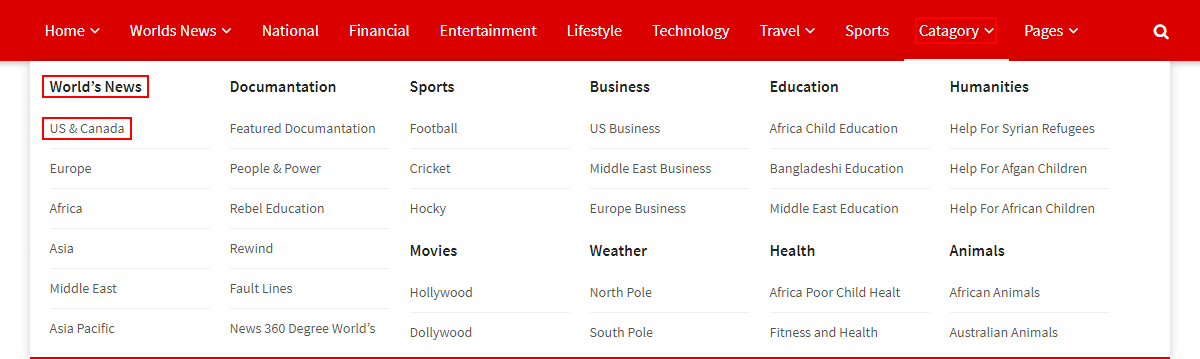 Home Worlds News National Financial Entertainment Lifestyle Technology Travel Sports Catagory Pages
World's News Documantation Sports Business Education Humanities
US & Canada Featured Documantation Football US Business Africa Child Education Help For Syrian Refugees
Europe People & Power Cricket Middle East Business Bangladeshi Education Help For Afgan Children
Africa Rebel Education Hocky Europe Business Middle East Education Help For African Children
Asia Rewind Movies Weather Health Animals
Middle East Fault Lines Hollywood North Pole Africa Poor Child Healt African Animals
Asia Pacific News 360 Degree World's Dollywood South Pole Fitness and Health Australian Animals